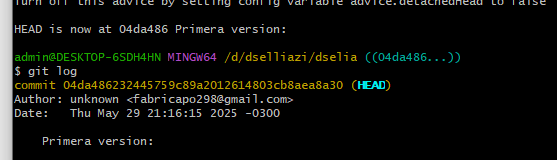 Turn off this advice by setting config variable advice.detachedHead to false
HEAD is now at 04da486 Primera version:
admin@DESKTOP-6SDH4HN MINGW64 /d/dselliazi/dselia ((04da486...))
$ git log
commit 04da486232445759c89a2012614803cb8aea8a30 (HEAD)
Author: unknown <fabricapo298@gmail.com>
Date:   Thu May 29 21:16:15 2025 -0300
    Primera version: